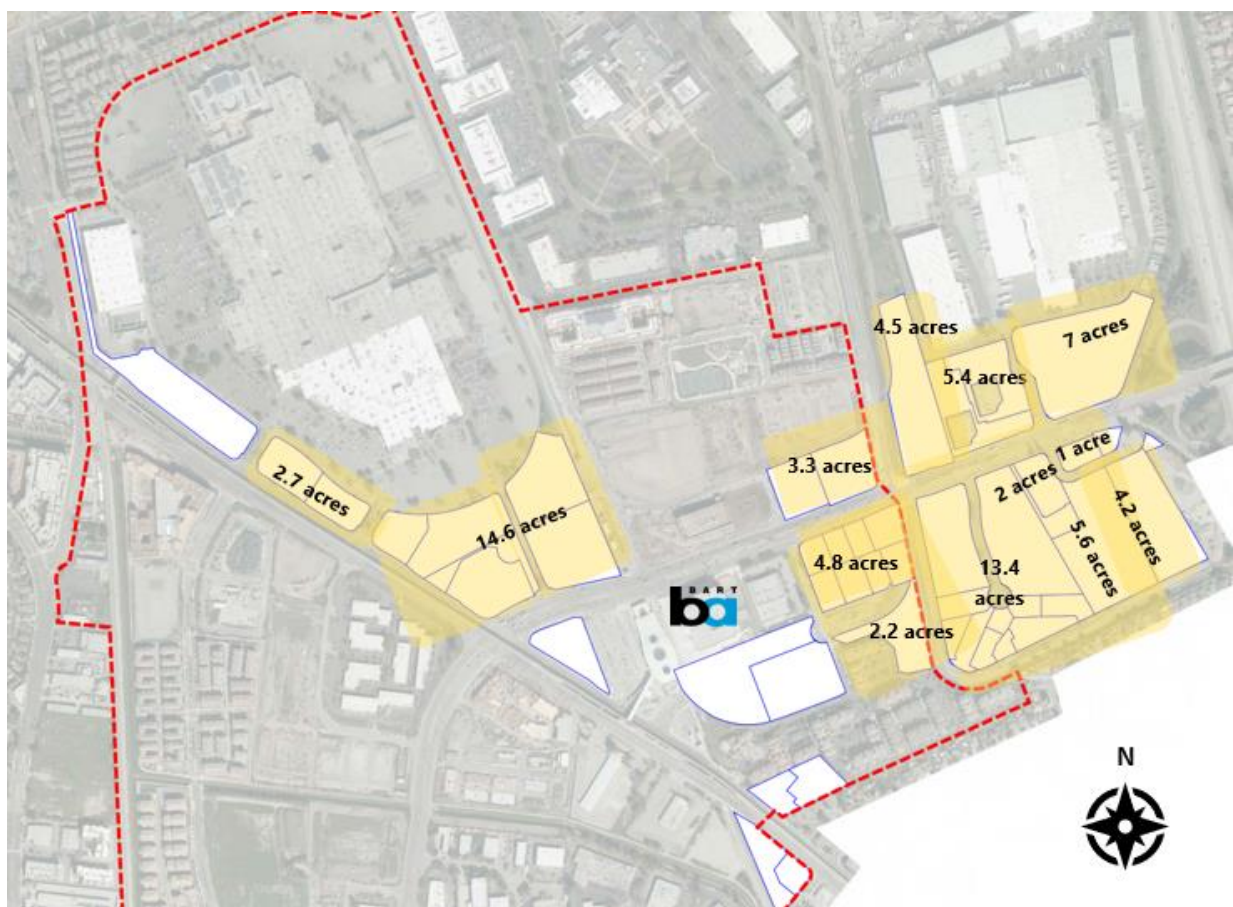 4.5 acres
7 acres
5.4 acres
1 acre
3.3 acres
2.7 acres
2 acres
4.2 acres
14.6 acres
5.6 acres
4.8 acres
13.4
acres
BART
ba
2.2 acres
N